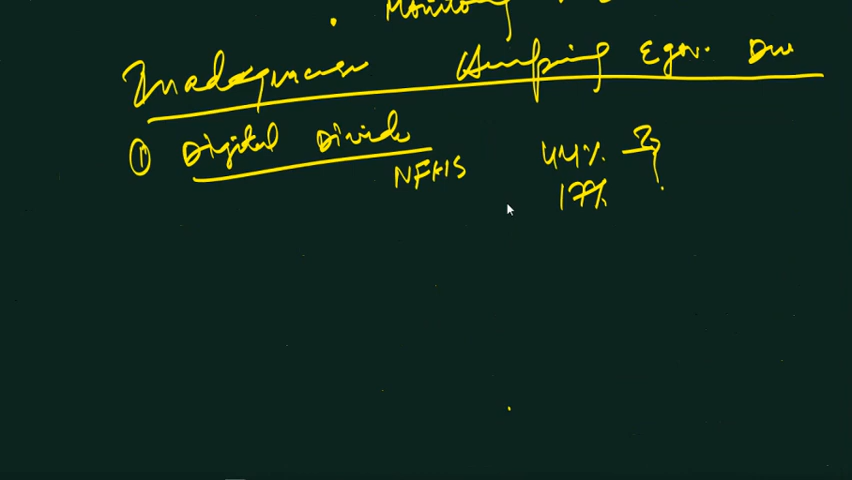 Monitoring
Inadequacies Hampering Egov. Dev
① Digital Divide
NFHS 44% ?
17%